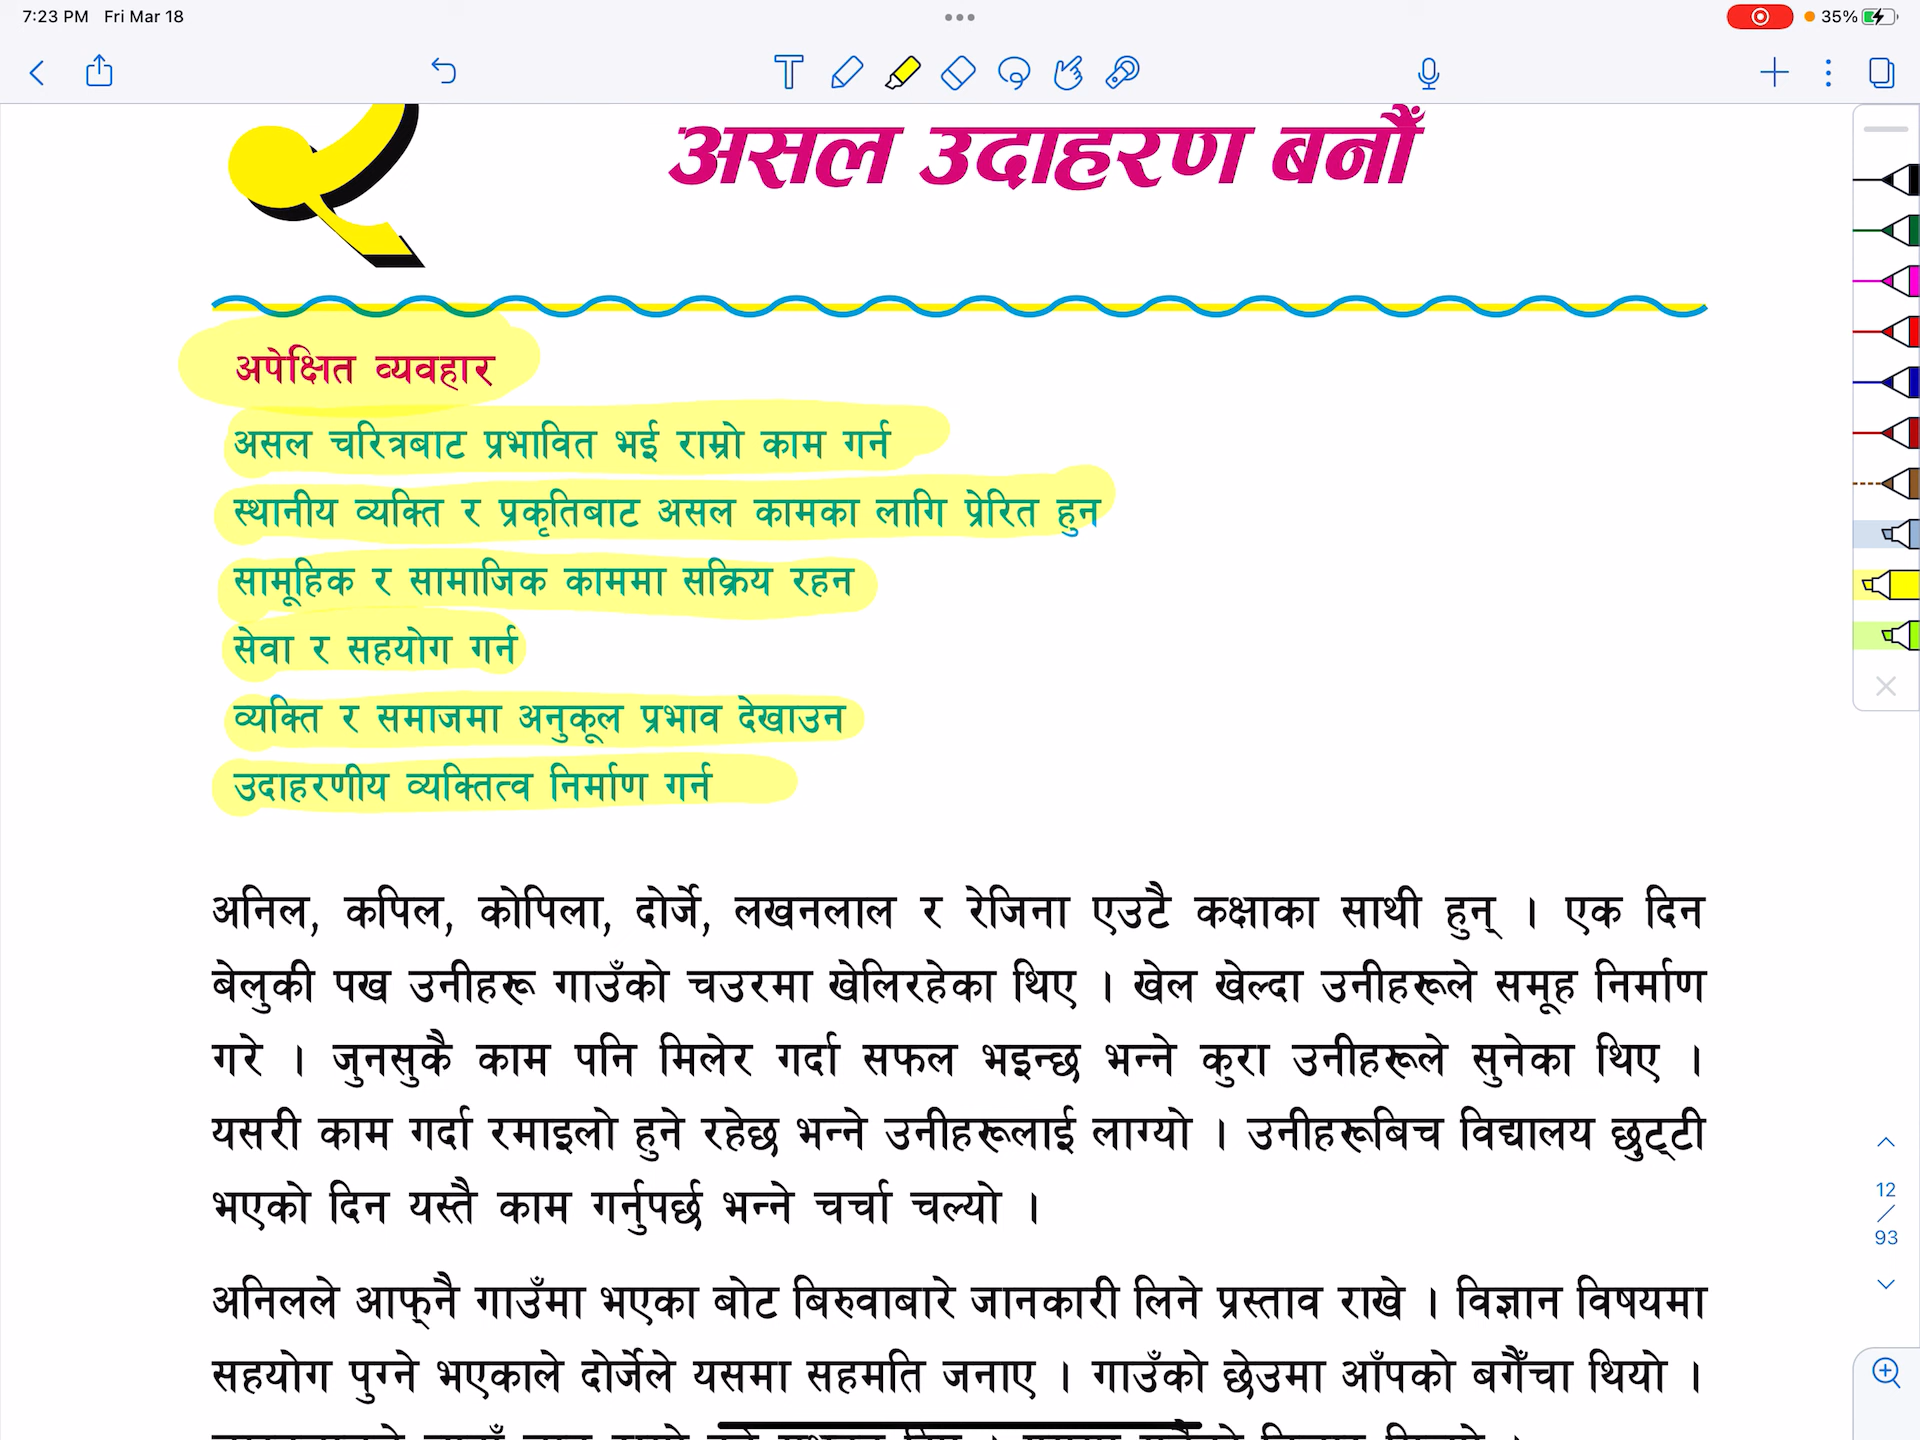 7:23 PM Fri Mar 18
35%
असल उदाहरण बनौँ
अपेक्षित व्यवहार
असल चरित्रबाट प्रभावित भई राम्रो काम गर्न
स्थानीय व्यक्ति र प्रकृतिबाट असल कामका लागि प्रेरित हुन
सामूहिक र सामाजिक काममा सक्रिय रहन
सेवा र सहयोग गर्न
व्यक्ति र समाजमा अनुकूल प्रभाव देखाउन
उदाहरणीय व्यक्तित्व निर्माण गर्न
अनिल, कपिल, कोपिला, दोर्जे, लखनलाल र रेजिना एउटै कक्षाका साथी हुन् । एक दिन
बेलुकी पख उनीहरू गाउँको चउरमा खेलिरहेका थिए । खेल खेल्दा उनीहरूले समूह निर्माण
गरे । जुनसुकै काम पनि मिलेर गर्दा सफल भइन्छ भन्ने कुरा उनीहरूले सुनेका थिए ।
यसरी काम गर्दा रमाइलो हुने रहेछ भन्ने उनीहरूलाई लाग्यो । उनीहरूबिच विद्यालय छुट्टी
भएको दिन यस्तै काम गर्नुपर्छ भन्ने चर्चा चल्यो ।
अनिलले आफ्नै गाउँमा भएका बोट बिरुवाबारे जानकारी लिने प्रस्ताव राखे । विज्ञान विषयमा
सहयोग पुग्ने भएकाले दोर्जेले यसमा सहमति जनाए । गाउँको छेउमा आँपको बगैँचा थियो ।
12
/
93